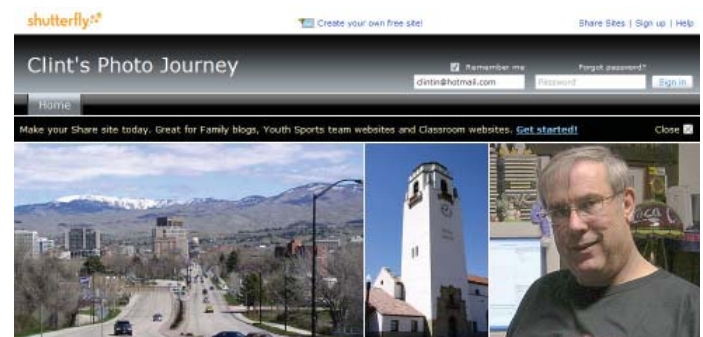 shutterfly
Create your own free site!
Share Sites | Sign up | Help
Clint's Photo Journey
Remember me
Forgot password?
clintin@hotmail.com
Password
Sign in
Home
Make your Share site today. Great for Family blogs, Youth Sports team websites and Classroom websites. Get started!
Close